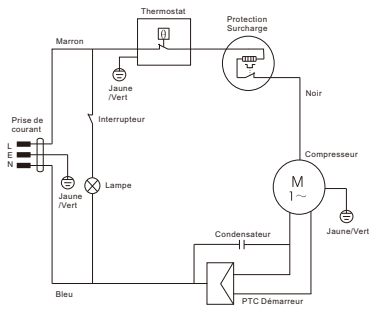 Thermostat
Protection
Surcharge
Marron
θ
Jaune
/Vert
Noir
Prise de
courant
Interrupteur
L
E
N
Compresseur
M
1~
Lampe
Jaune
/Vert
Jaune/Vert
Condensateur
Bleu
PTC Démarreur